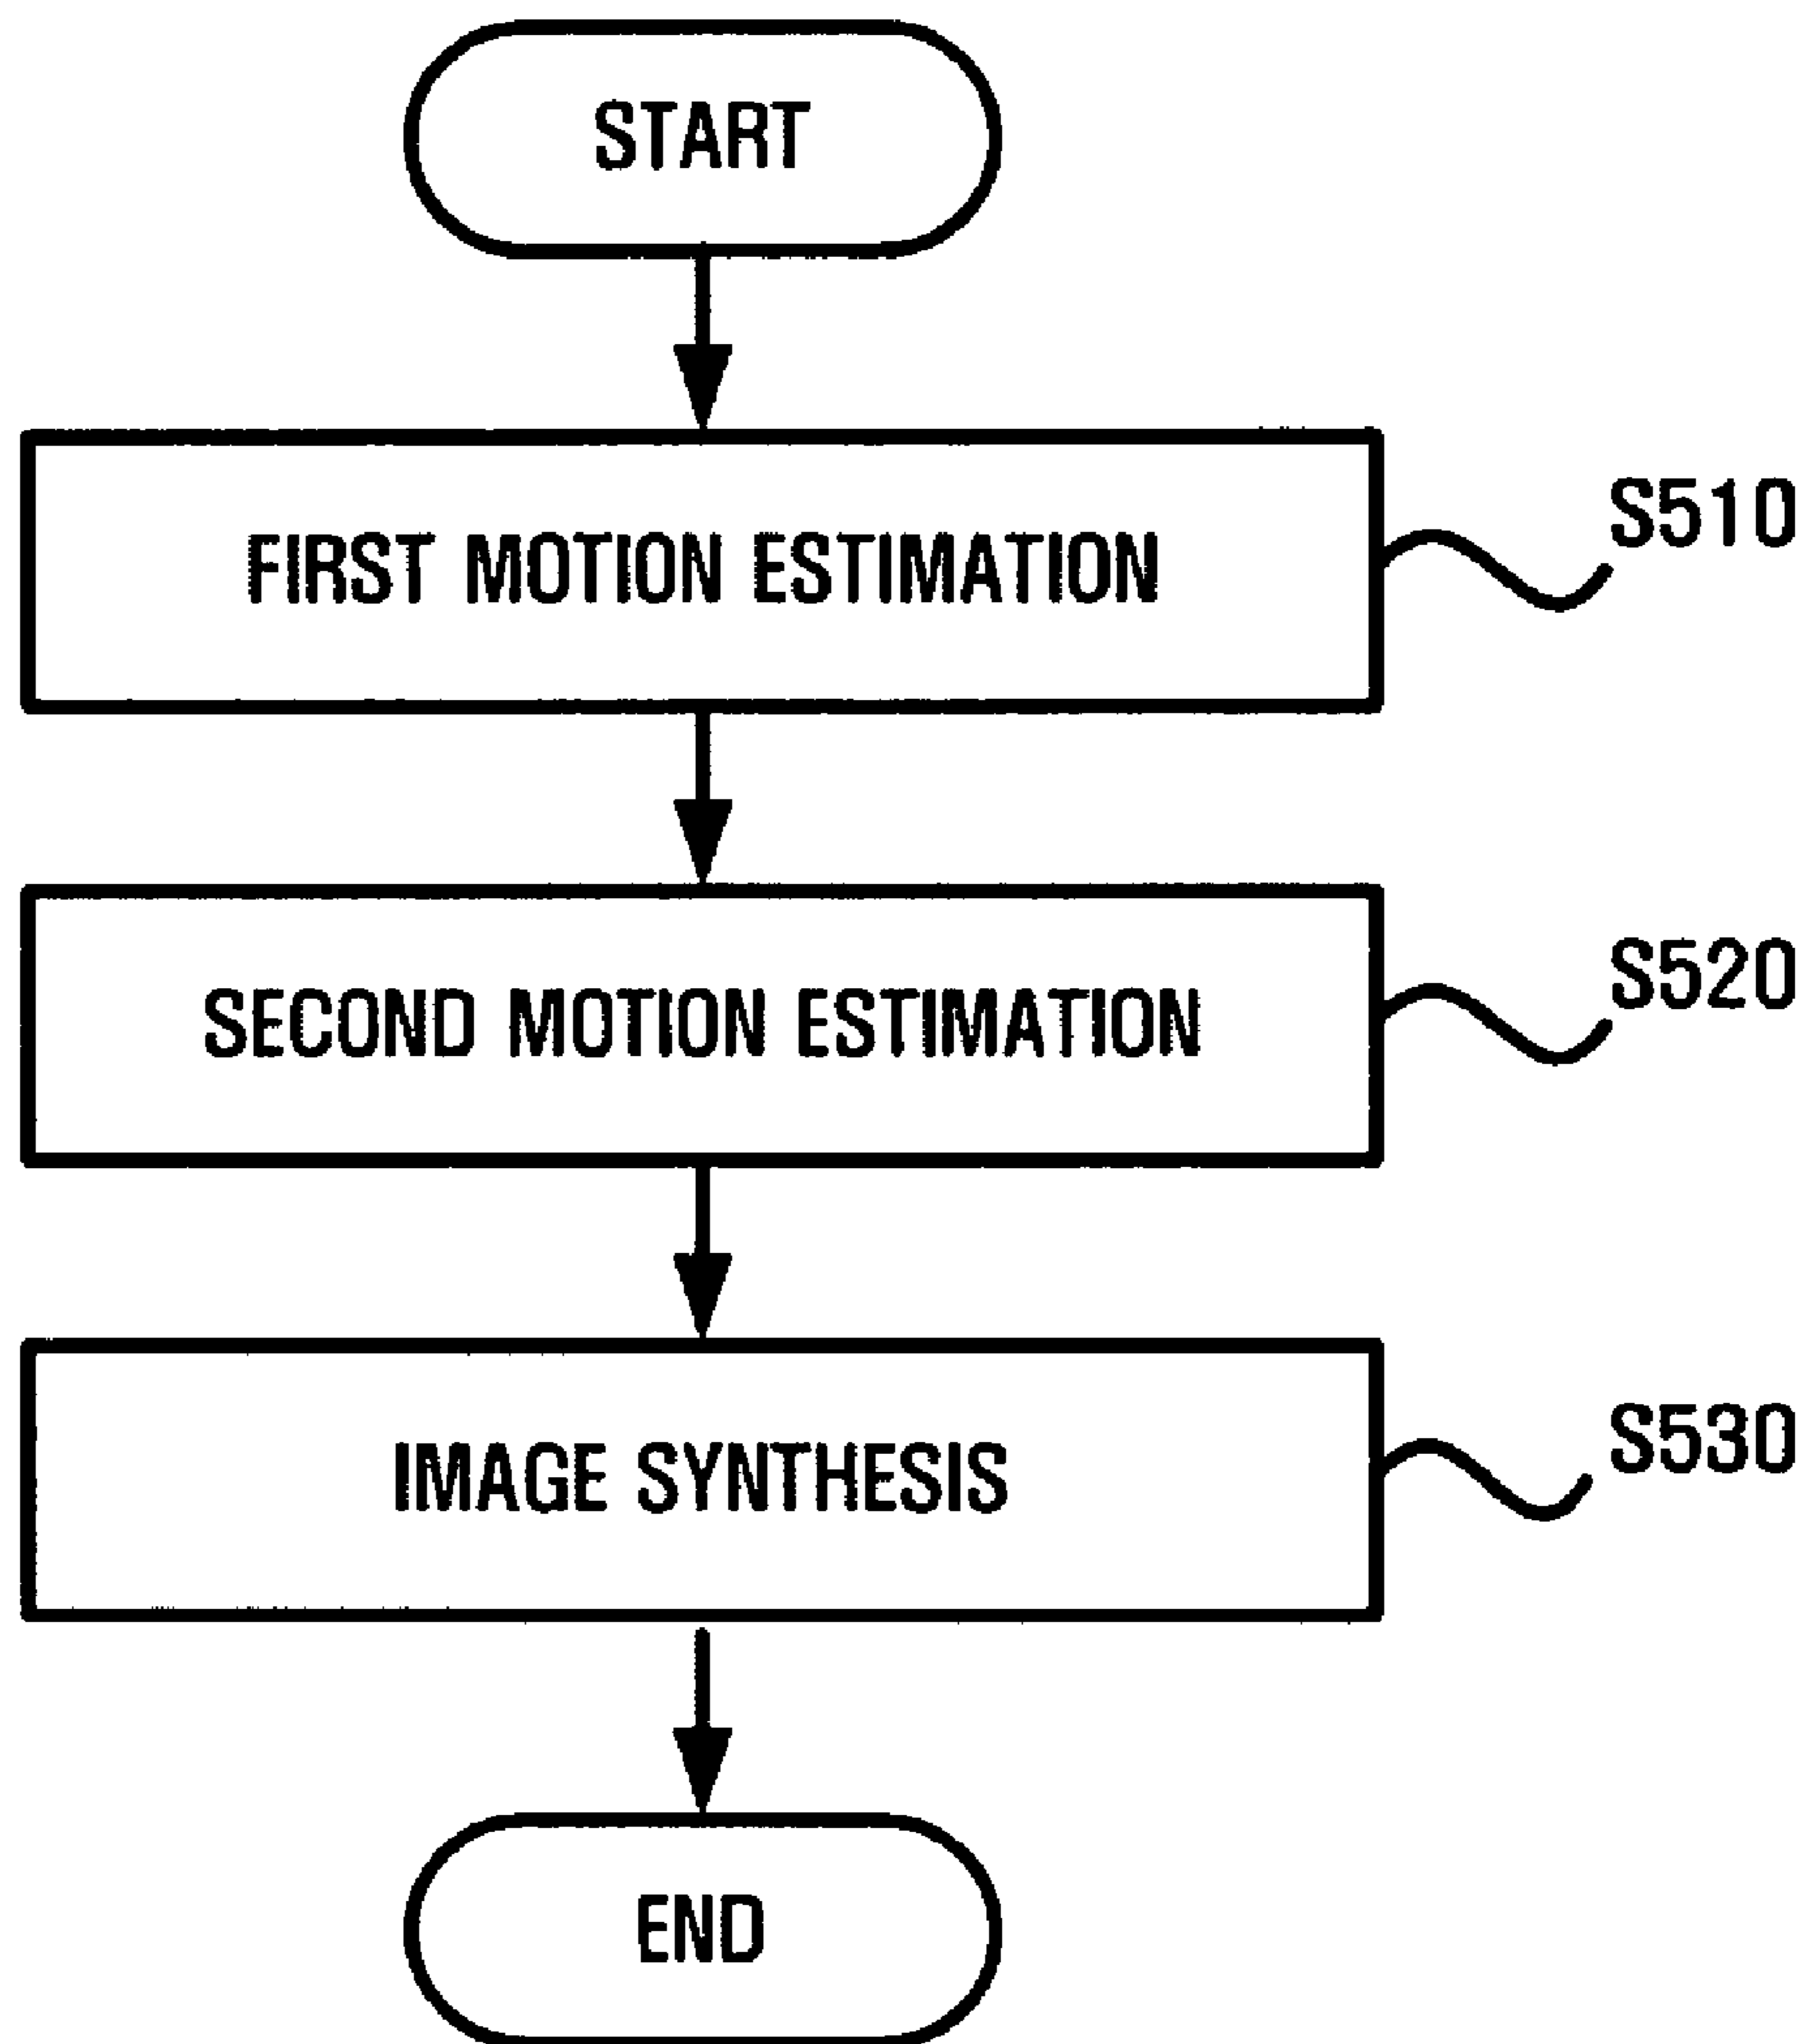 START
FIRST MOTION ESTIMATION
S510
SECOND MOTION ESTIMATION
S520
IMAGE SYNTHESIS
S530
END